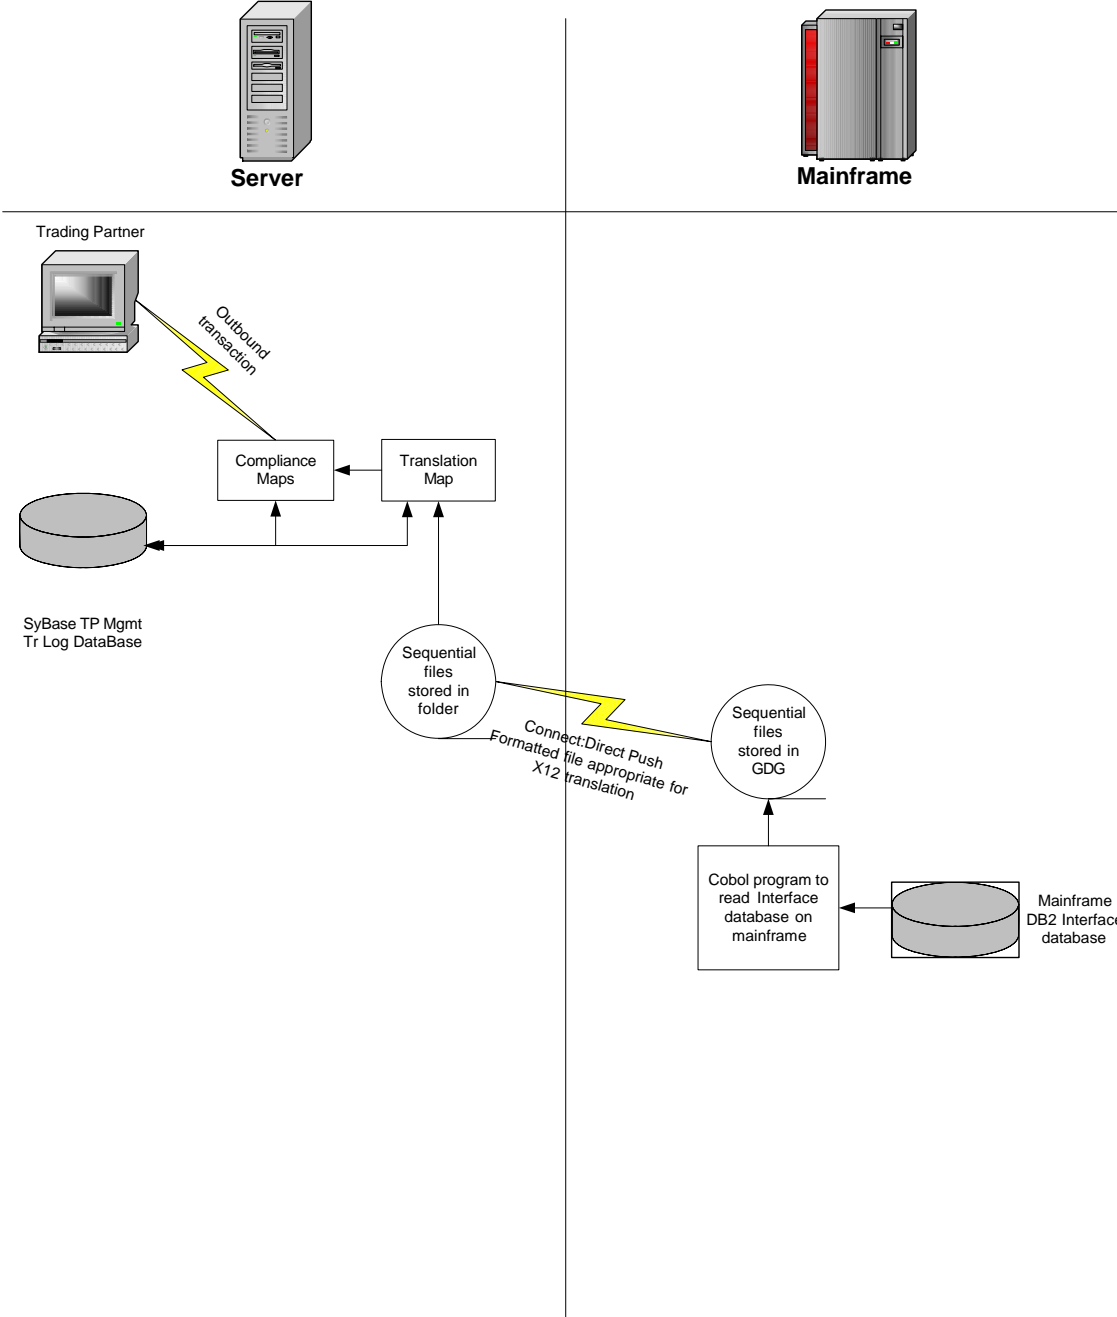 Server
Mainframe
Trading Partner
Outbound
transaction
Compliance
Maps
Translation
Map
SyBase TP Mgmt
Tr Log DataBase
Sequential
files
stored in
folder
Connect:Direct Push
Formatted file appropriate for
X12 translation
Sequential
files
stored in
GDG
Cobol program to
read Interface
database on
mainframe
Mainframe
DB2 Interface
database